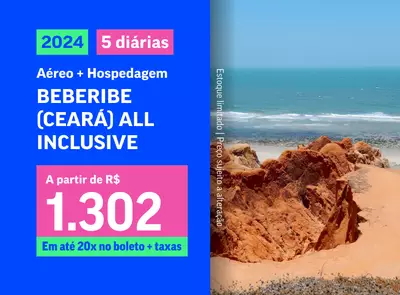 2024
5 diárias
Aéreo + Hospedagem
BEBERIBE
(CEARÁ) ALL
INCLUSIVE
A partir de R$
1.302
Em até 20x no boleto + taxas
Estoque limitado | Preço sujeito a alteração